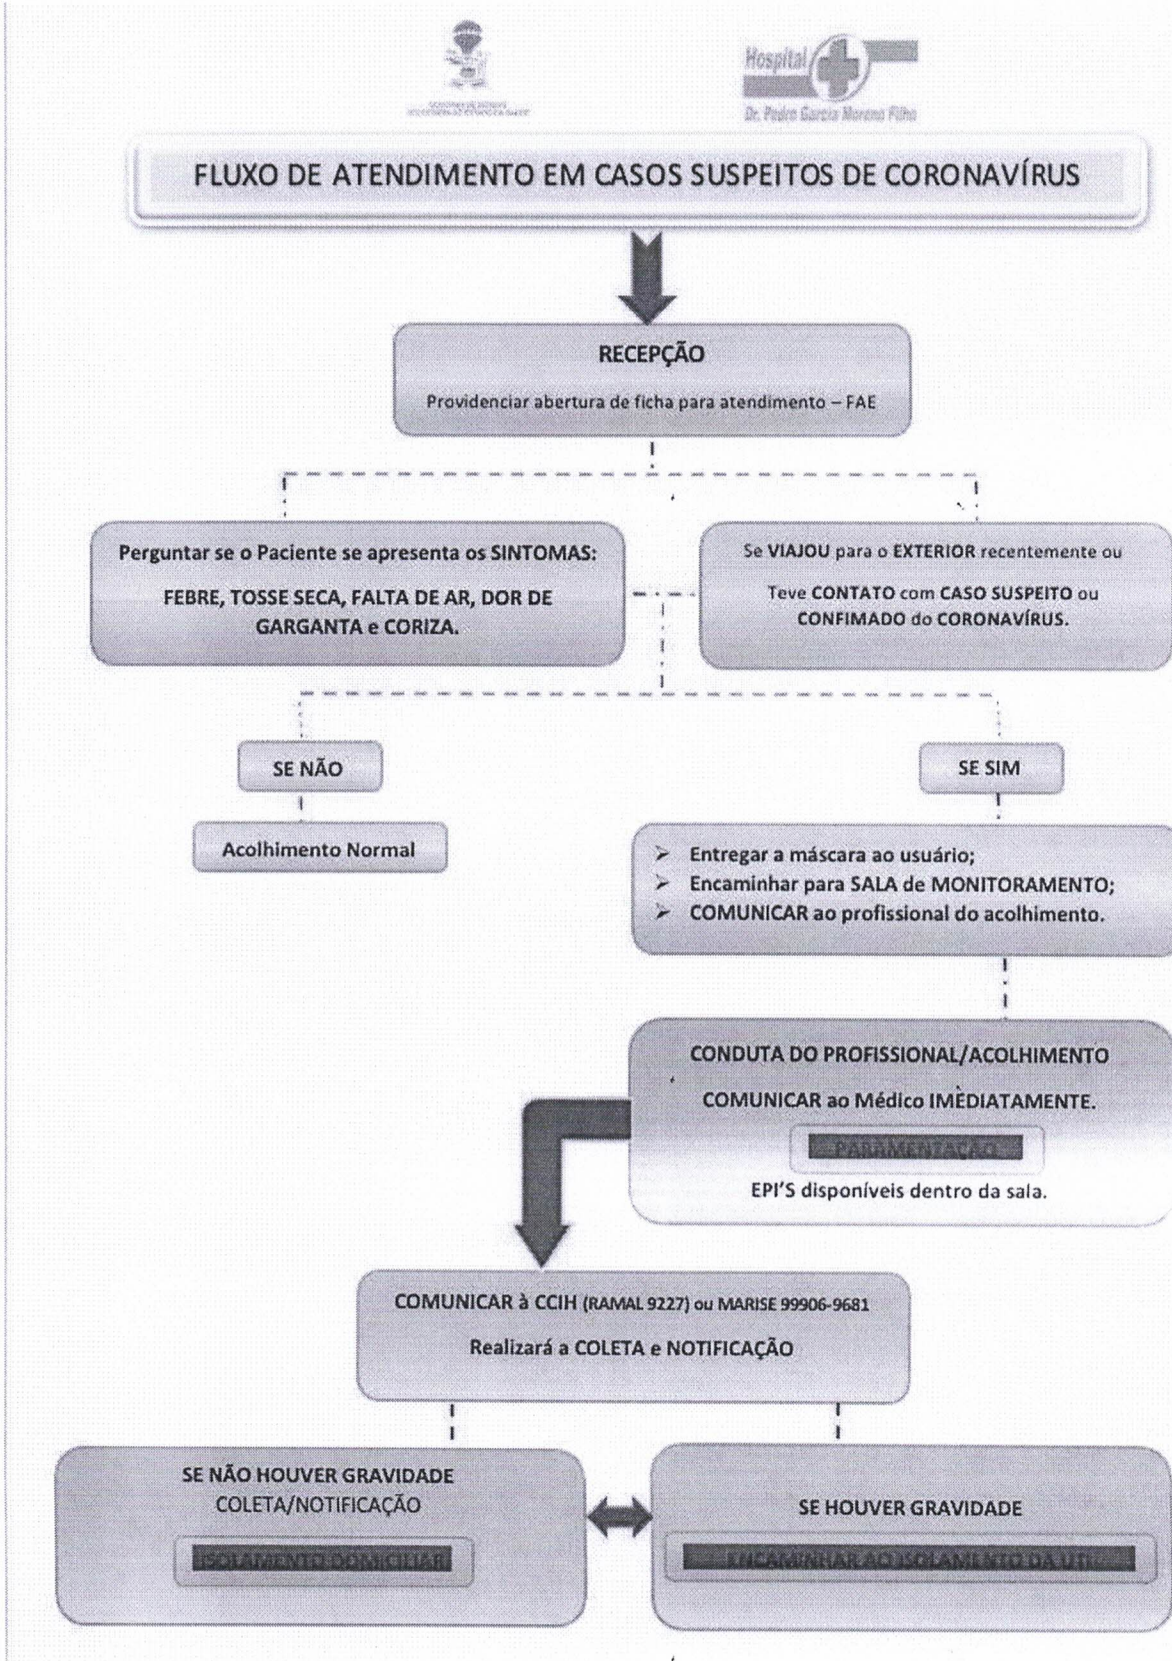 Hospital
Dr. Pedro Garcia Moreno Filho
FLUXO DE ATENDIMENTO EM CASOS SUSPEITOS DE CORONAVÍRUS
RECEPÇÃO
Providenciar abertura de ficha para atendimento – FAE
Perguntar se o Paciente se apresenta os SINTOMAS:
FEBRE, TOSSE SECA, FALTA DE AR, DOR DE
GARGANTA e CORIZA.
Se VIAJOU para o EXTERIOR recentemente ou
Teve CONTATO com CASO SUSPEITO ou
CONFIMADO do CORONAVÍRUS.
SE NÃO
SE SIM
Acolhimento Normal
➢ Entregar a máscara ao usuário;
➢ Encaminhar para SALA de MONITORAMENTO;
➢ COMUNICAR ao profissional do acolhimento.
CONDUTA DO PROFISSIONAL/ACOLHIMENTO
COMUNICAR ao Médico IMEDIATAMENTE.
PARAMENTAÇÃO
EPI'S disponíveis dentro da sala.
COMUNICAR à CCIH (RAMAL 9227) ou MARISE 99906-9681
Realizará a COLETA e NOTIFICAÇÃO
SE NÃO HOUVER GRAVIDADE
COLETA/NOTIFICAÇÃO
ISOLAMENTO DOMICILIAR
SE HOUVER GRAVIDADE
ENCAMINHAR AO ISOLAMENTO DA UTI